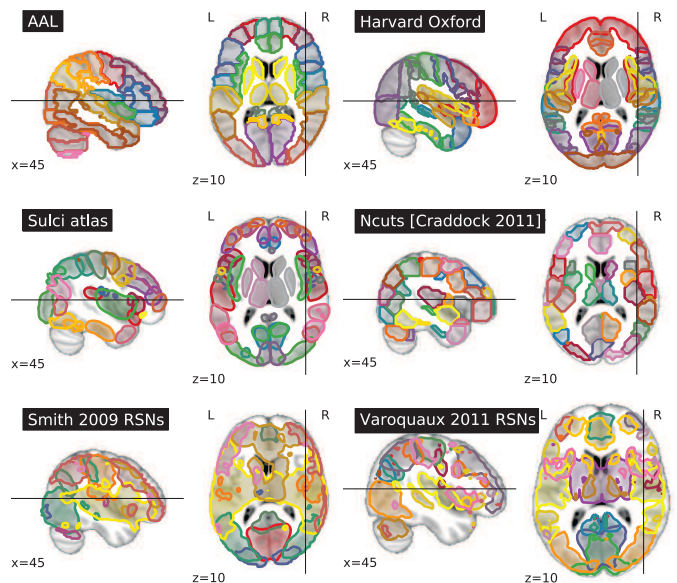 AAL
L R
x=45
z=10
Harvard Oxford
L R
x=45
z=10
Sulci atlas
L R
x=45
z=10
Ncuts [Craddock 2011]
L R
x=45
z=10
Smith 2009 RSNs
L R
x=45
z=10
Varoquaux 2011 RSNs
L R
x=45
z=10